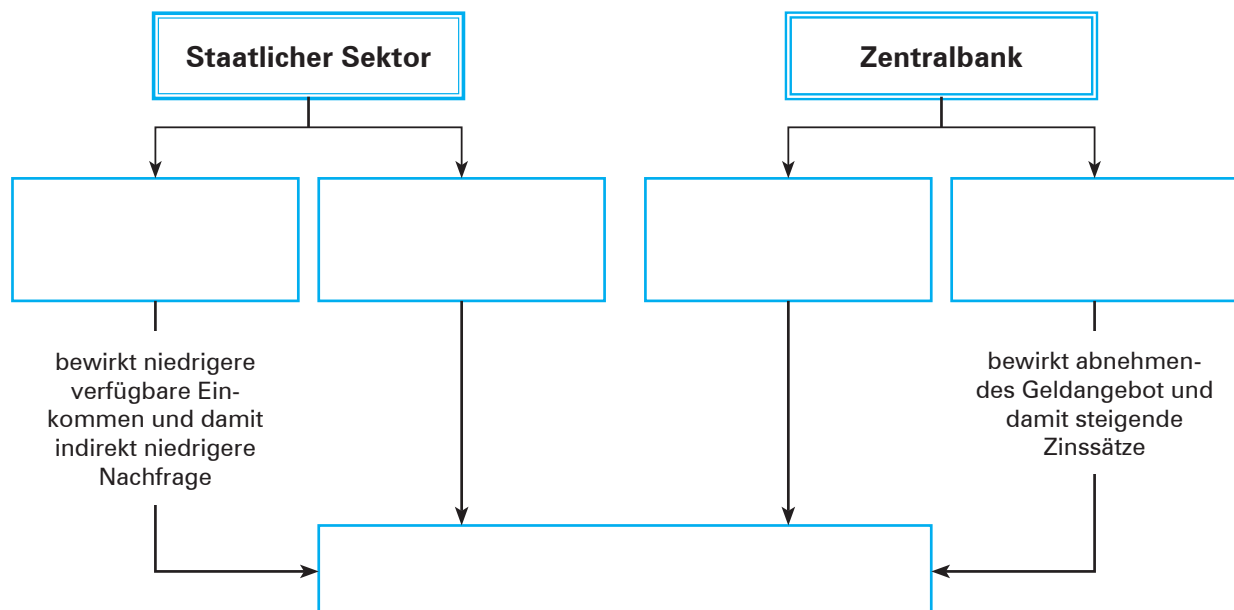 Staatlicher Sektor
Zentralbank
bewirkt niedrigere
verfügbare Ein-
kommen und damit
indirekt niedrigere
Nachfrage
bewirkt abnehmen-
des Geldangebot und
damit steigende
Zinssätze